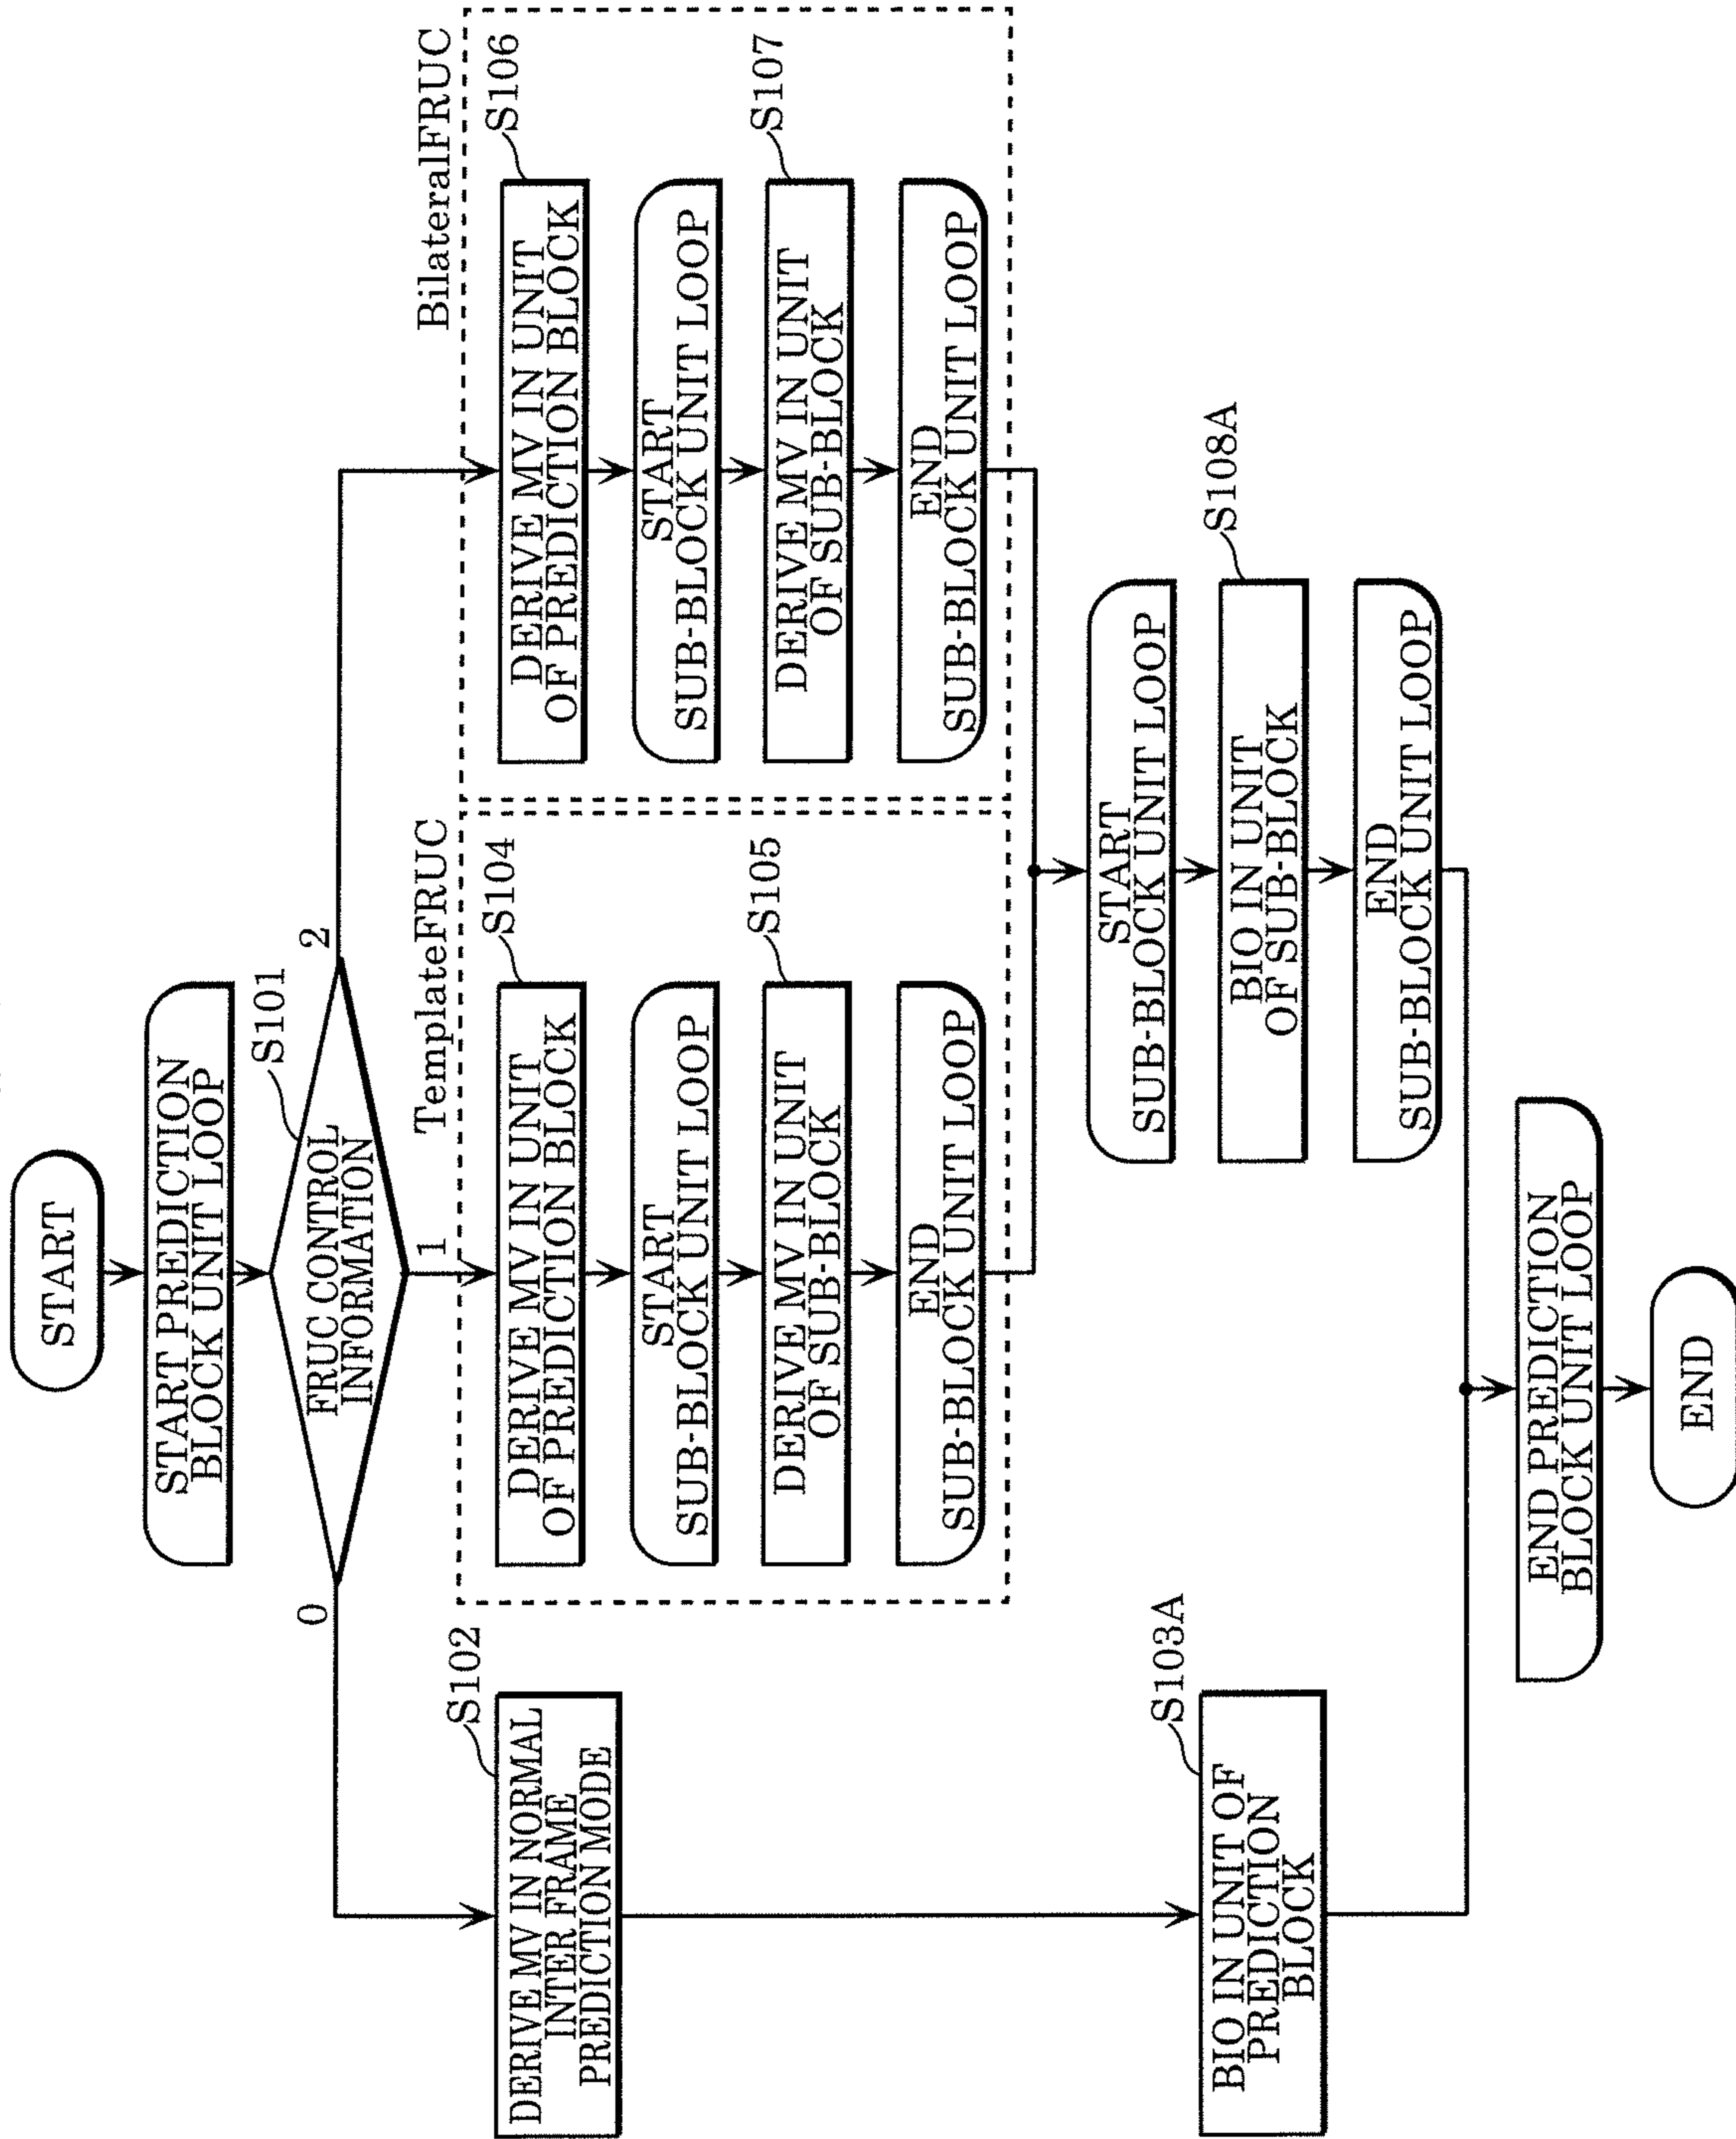 START
START PREDICTION
BLOCK UNIT LOOP
S101
FRUC CONTROL
INFORMATION
0
1
2
S102
DERIVE MV IN NORMAL
INTER FRAME
PREDICTION MODE
TemplateFRUC
S104
DERIVE MV IN UNIT
OF PREDICTION BLOCK
START
SUB-BLOCK UNIT LOOP
S105
DERIVE MV IN UNIT
OF SUB-BLOCK
END
SUB-BLOCK UNIT LOOP
BilateralFRUC
S106
DERIVE MV IN UNIT
OF PREDICTION BLOCK
START
SUB-BLOCK UNIT LOOP
S107
DERIVE MV IN UNIT
OF SUB-BLOCK
END
SUB-BLOCK UNIT LOOP
S103A
BIO IN UNIT OF
PREDICTION
BLOCK
START
SUB-BLOCK UNIT LOOP
S108A
BIO IN UNIT
OF SUB-BLOCK
END
SUB-BLOCK UNIT LOOP
END PREDICTION
BLOCK UNIT LOOP
END